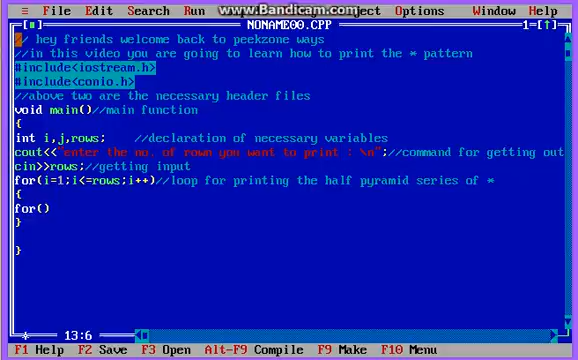 ≡ File Edit Search Run www.Bandicam.com ject Options Window Help
NONAME00.CPP 1=[↑]
// hey friends welcome back to peekzone ways
//in this video you are going to learn how to print the * pattern
#include<iostream.h>
#include<conio.h>
//above two are the necessary header files
void main()//main function
{
int i,j,rows; //declaration of necessary variables
cout<<"enter the no. of rown you want to print : \n";//command for getting out
cin>>rows;//getting input
for(i=1;i<=rows;i++)//loop for printing the half pyramid series of *
{
for()
}
}
13:6
F1 Help F2 Save F3 Open Alt-F9 Compile F9 Make F10 Menu